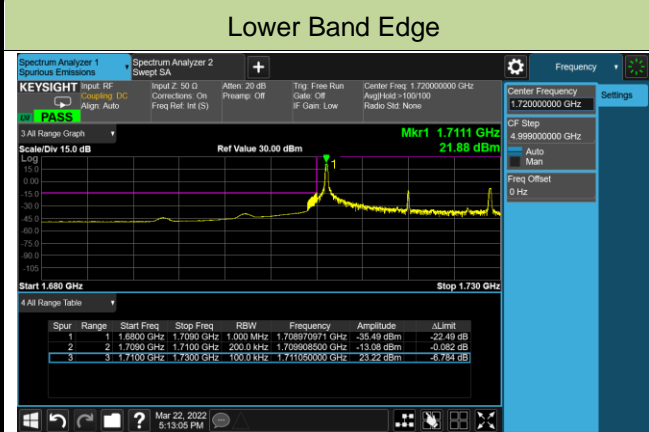 Lower Band Edge
Spectrum Analyzer 1
Spurious Emissions
Spectrum Analyzer 2
Swept SA
Frequency
KEYSIGHT
Input: RF
Coupling: DC
Align: Auto
Input Z: 50 Ω
Corrections: On
Freq Ref: Int (S)
Atten: 20 dB
Preamp: Off
Trig: Free Run
Gate: Off
IF Gain: Low
Center Freq: 1.720000000 GHz
Avg|Hold:>100/100
Radio Std: None
PASS
Center Frequency
1.720000000 GHz
Settings
CF Step
4.999000000 GHz
Auto
Man
Freq Offset
0 Hz
3 All Range Graph
Mkr1 1.7111 GHz
Scale/Div 15.0 dB
Ref Value 30.00 dBm
21.88 dBm
Log
15.0
0.00
-15.0
-30.0
-45.0
-60.0
-75.0
-90.0
-105
1
Start 1.680 GHz
Stop 1.730 GHz
4 All Range Table
Spur Range Start Freq Stop Freq RBW Frequency Amplitude ΔLimit
1 1 1.6800 GHz 1.7090 GHz 1.000 MHz 1.708970971 GHz -35.49 dBm -22.49 dB
2 2 1.7090 GHz 1.7100 GHz 200.0 kHz 1.709908500 GHz -13.08 dBm -0.082 dB
3 3 1.7100 GHz 1.7300 GHz 100.0 kHz 1.711050000 GHz 23.22 dBm -6.784 dB
Mar 22, 2022
5:13:05 PM